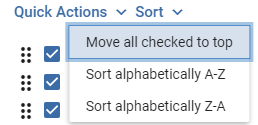 Quick Actions Sort
Move all checked to top
Sort alphabetically A-Z
Sort alphabetically Z-A